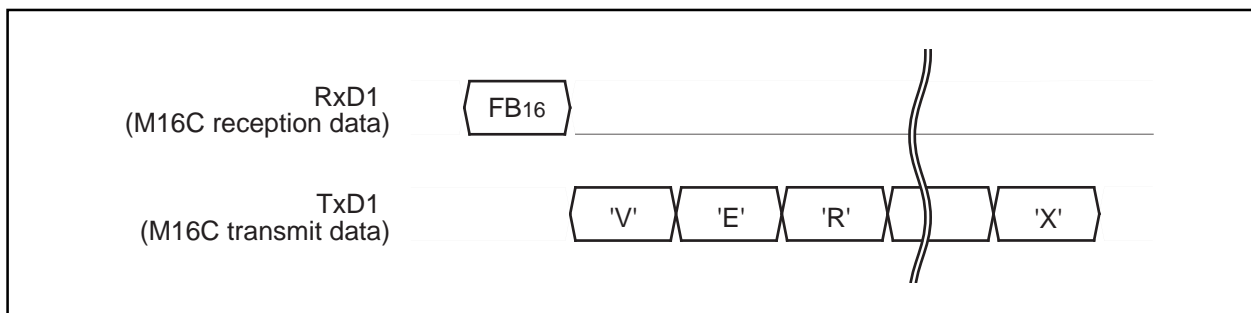 RxD1
(M16C reception data)
FB16
TxD1
(M16C transmit data)
'V' 'E' 'R' 'X'